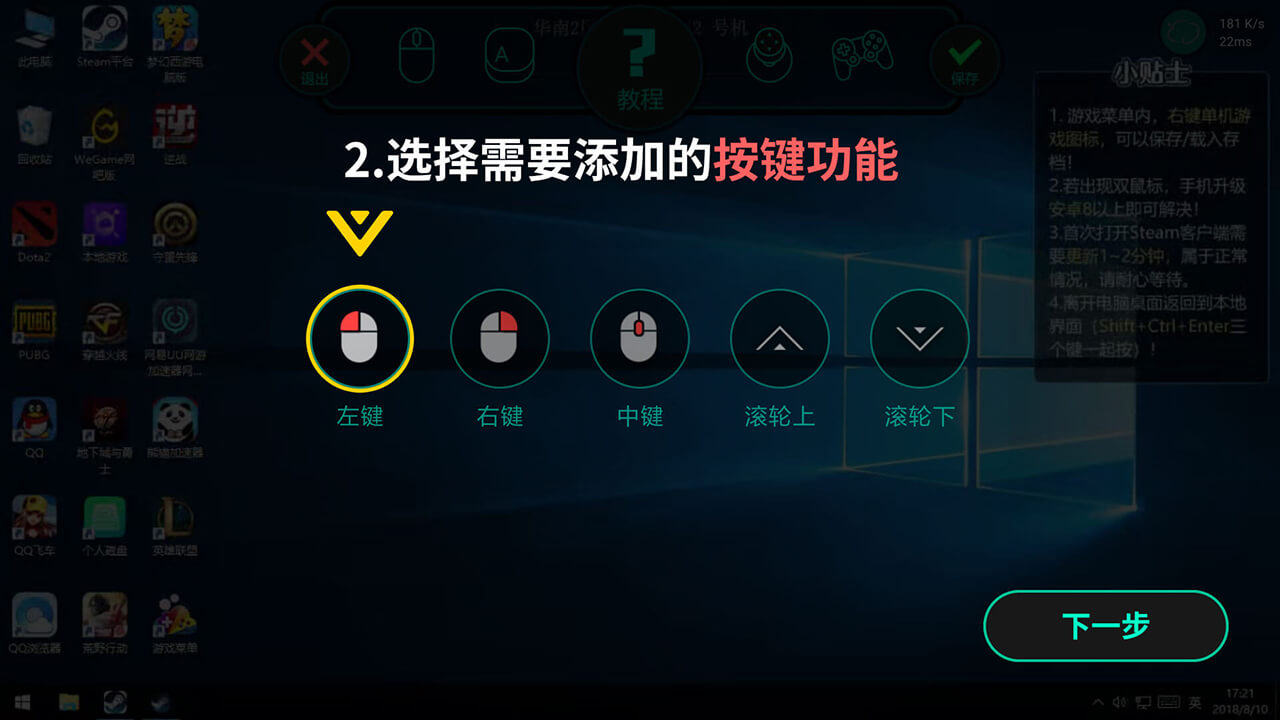 181 K/s
22ms
华南2
2 号机
退出
A
?
教程
保存
小贴士
1. 游戏菜单内，右键单机游
戏图标，可以保存/载入存
档！
2.若出现双鼠标，手机升级
安卓8以上即可解决！
3.首次打开Steam客户端需
要更新1~2分钟，属于正常
情况，请耐心等待。
4.离开电脑桌面返回到本地
界面（Shift+Ctrl+Enter三
个键一起按）！
2.选择需要添加的按键功能
左键
右键
中键
滚轮上
滚轮下
下一步
此电脑
Steam平台
梦幻西游电
脑版
回收站
WeGame网
吧版
逆战
Dota2
本地游戏
守望先锋
PUBG
穿越火线
网易UU网游
加速器网...
QQ
地下城与勇
士
熊猫加速器
QQ飞车
个人磁盘
英雄联盟
QQ浏览器
荒野行动
游戏菜单
英
17:21
2018/8/10